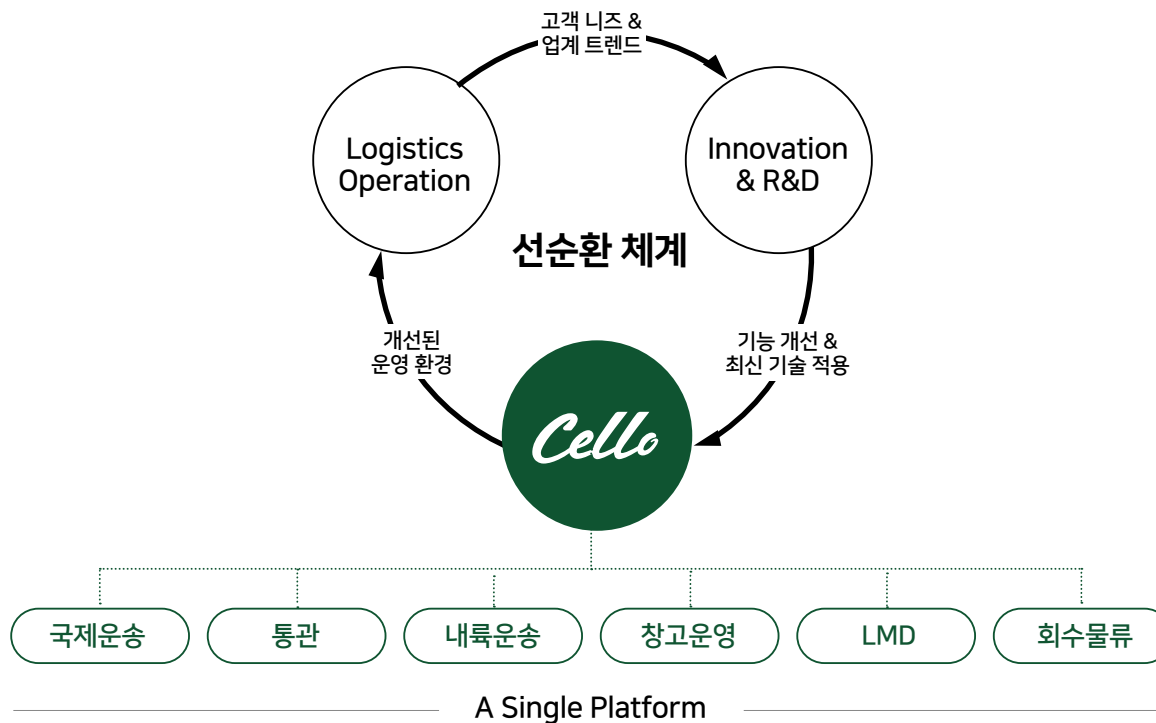 고객 니즈 &
업계 트렌드
Logistics
Operation
Innovation
& R&D
선순환 체계
개선된
운영 환경
기능 개선 &
최신 기술 적용
Cello
국제운송
통관
내륙운송
창고운영
LMD
회수물류
A Single Platform